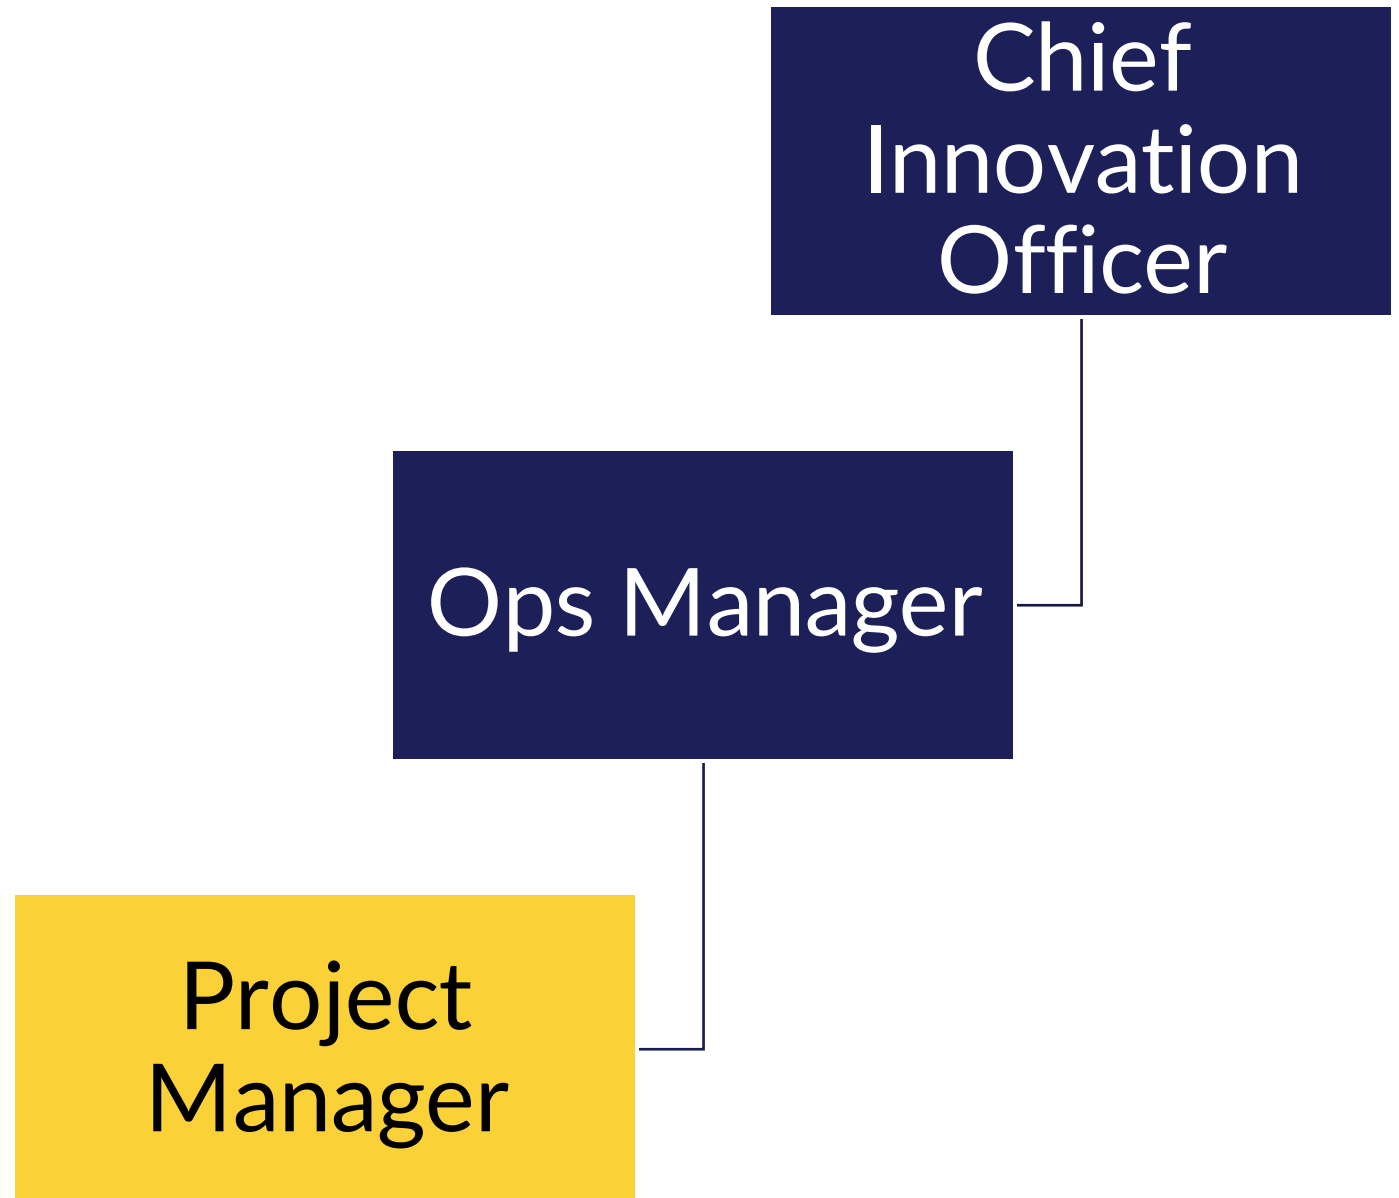 Chief
Innovation
Officer
Ops Manager
Project
Manager